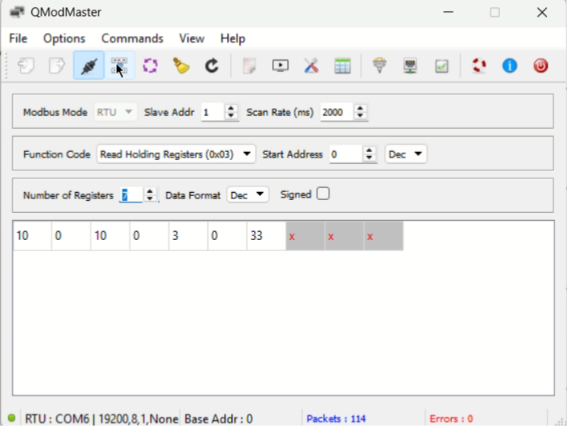 QModMaster
File Options Commands View Help
Modbus Mode RTU Slave Addr 1 Scan Rate (ms) 2000
Function Code Read Holding Registers (0x03) Start Address 0 Dec
Number of Registers 7 Data Format Dec Signed
10 0 10 0 3 0 33 x x x
RTU : COM6 | 19200,8,1,None Base Addr : 0 Packets : 114 Errors : 0